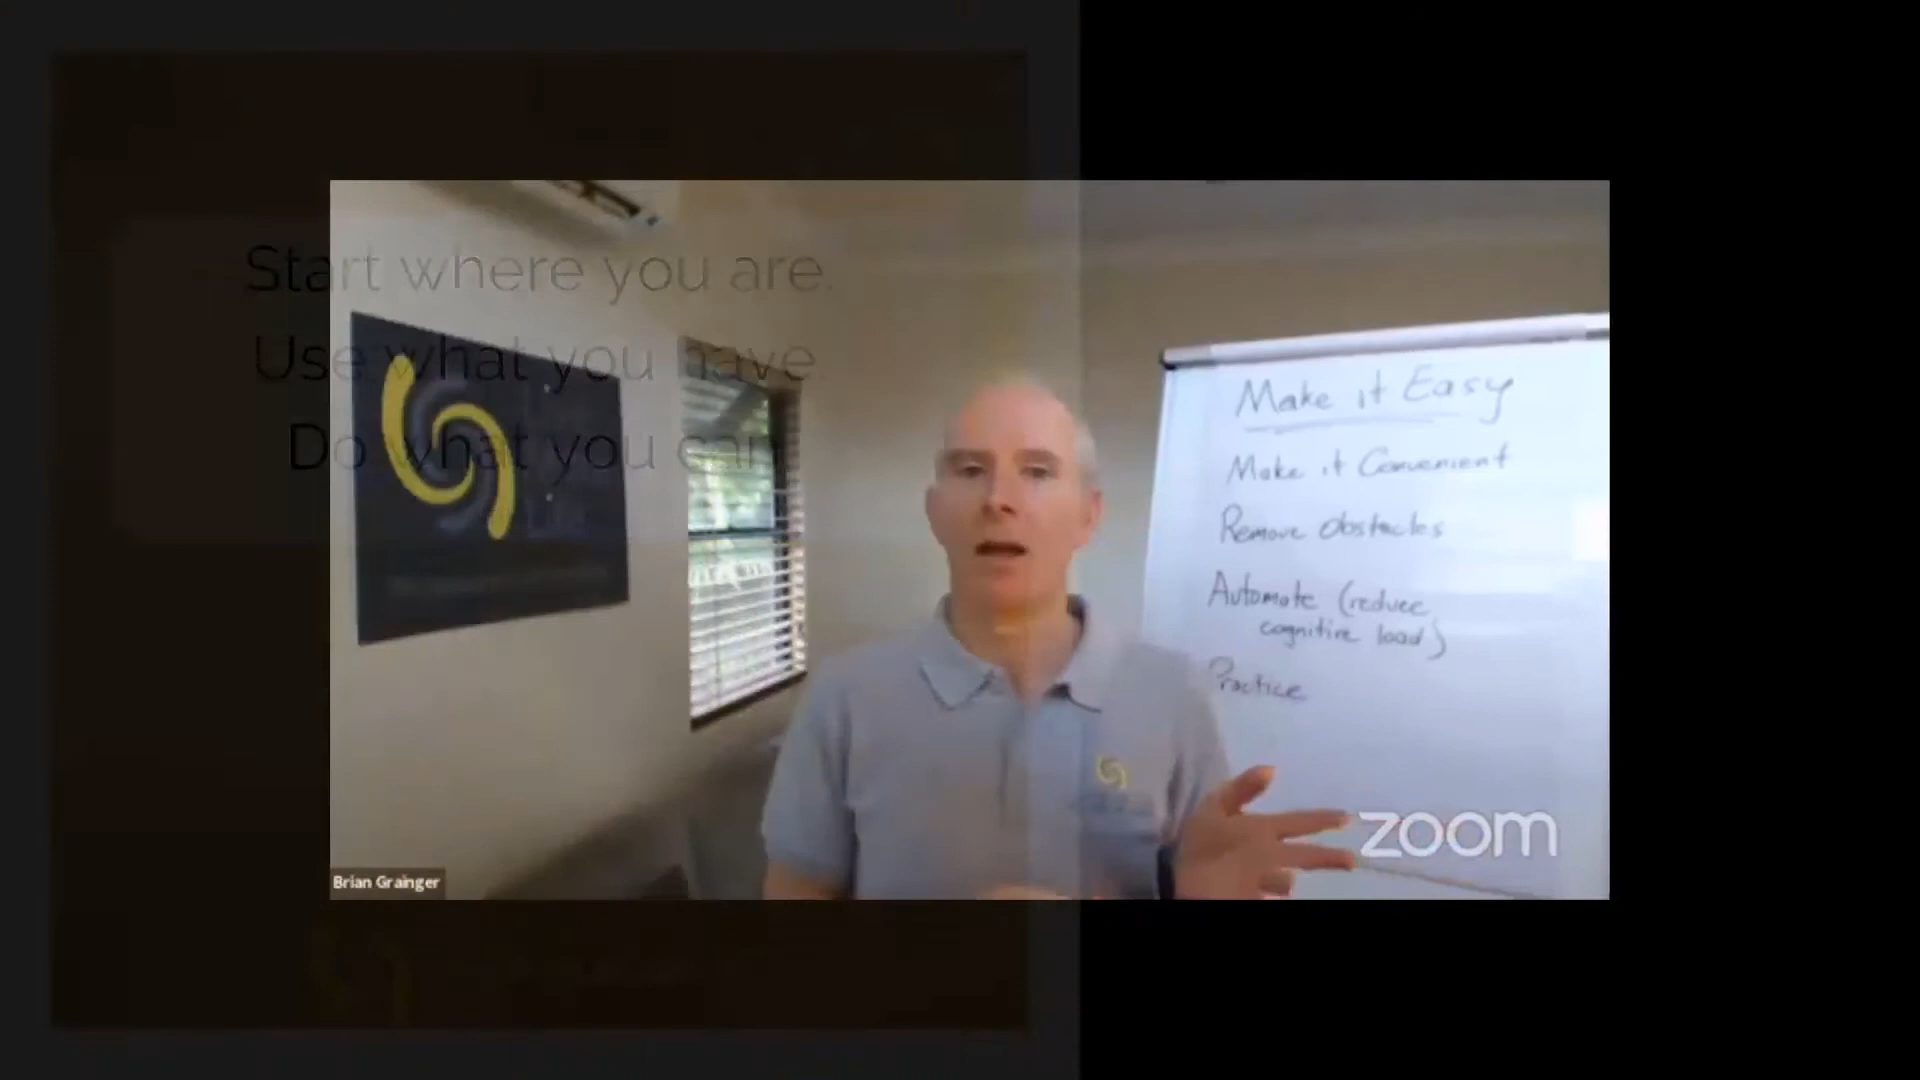 Start where you are.
Use what you have
Do what you can
Make it Easy
Make it Convenient
Remove Obstacles
Automate (reduce
cognitive load)
Practice
zoom
Brian Grainger